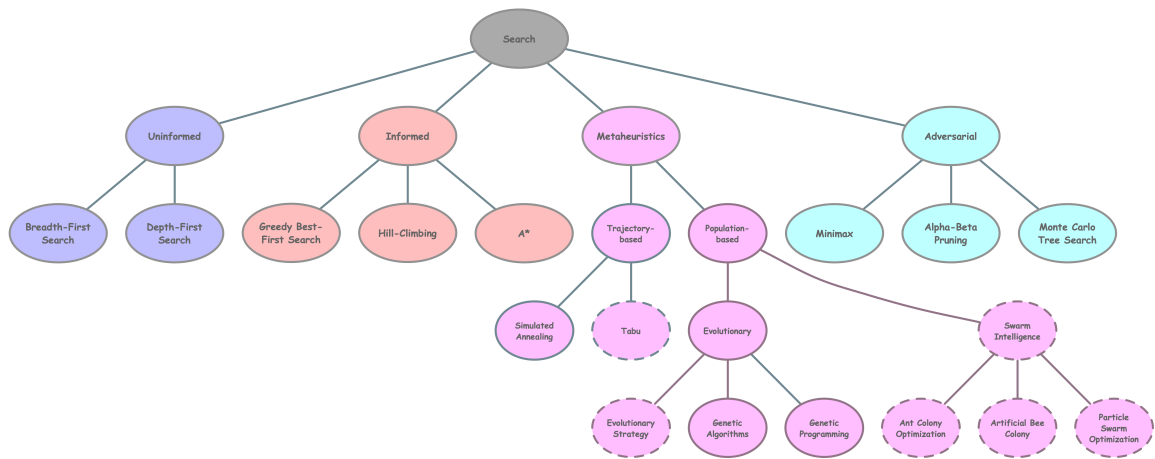 Search
Uninformed
Informed
Metaheuristics
Adversarial
Breadth-First
Search
Depth-First
Search
Greedy Best-
First Search
Hill-Climbing
A*
Trajectory-
based
Population-
based
Minimax
Alpha-Beta
Pruning
Monte Carlo
Tree Search
Simulated
Annealing
Tabu
Evolutionary
Swarm
Intelligence
Evolutionary
Strategy
Genetic
Algorithms
Genetic
Programming
Ant Colony
Optimization
Artificial Bee
Colony
Particle
Swarm
Optimization